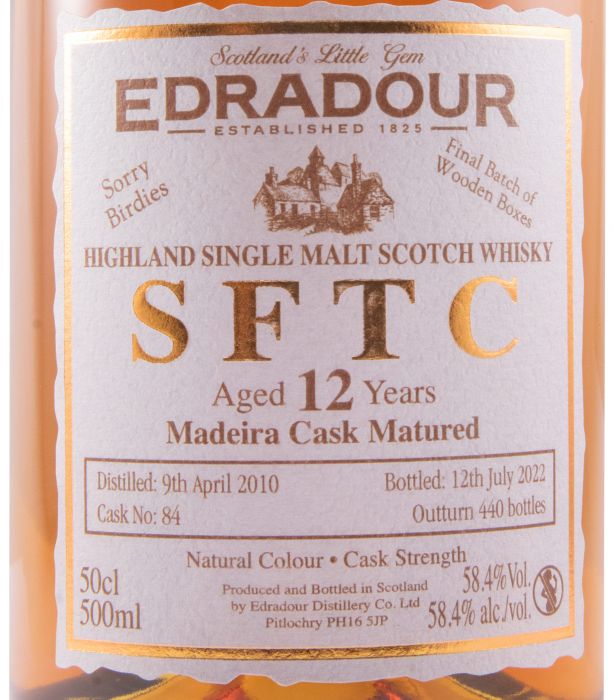 Scotland's Little Gem
EDRADOUR
ESTABLISHED 1825
Sorry
Birdies
Final Batch of
Wooden Boxes
HIGHLAND SINGLE MALT SCOTCH WHISKY
SFTC
Aged 12 Years
Madeira Cask Matured
Distilled: 9th April 2010
Bottled: 12th July 2022
Cask No: 84
Outturn 440 bottles
Natural Colour • Cask Strength
50cl
500ml
Produced and Bottled in Scotland
by Edradour Distillery Co. Ltd
Pitlochry PH16 5JP
58.4%Vol.
58.4% alc./vol.